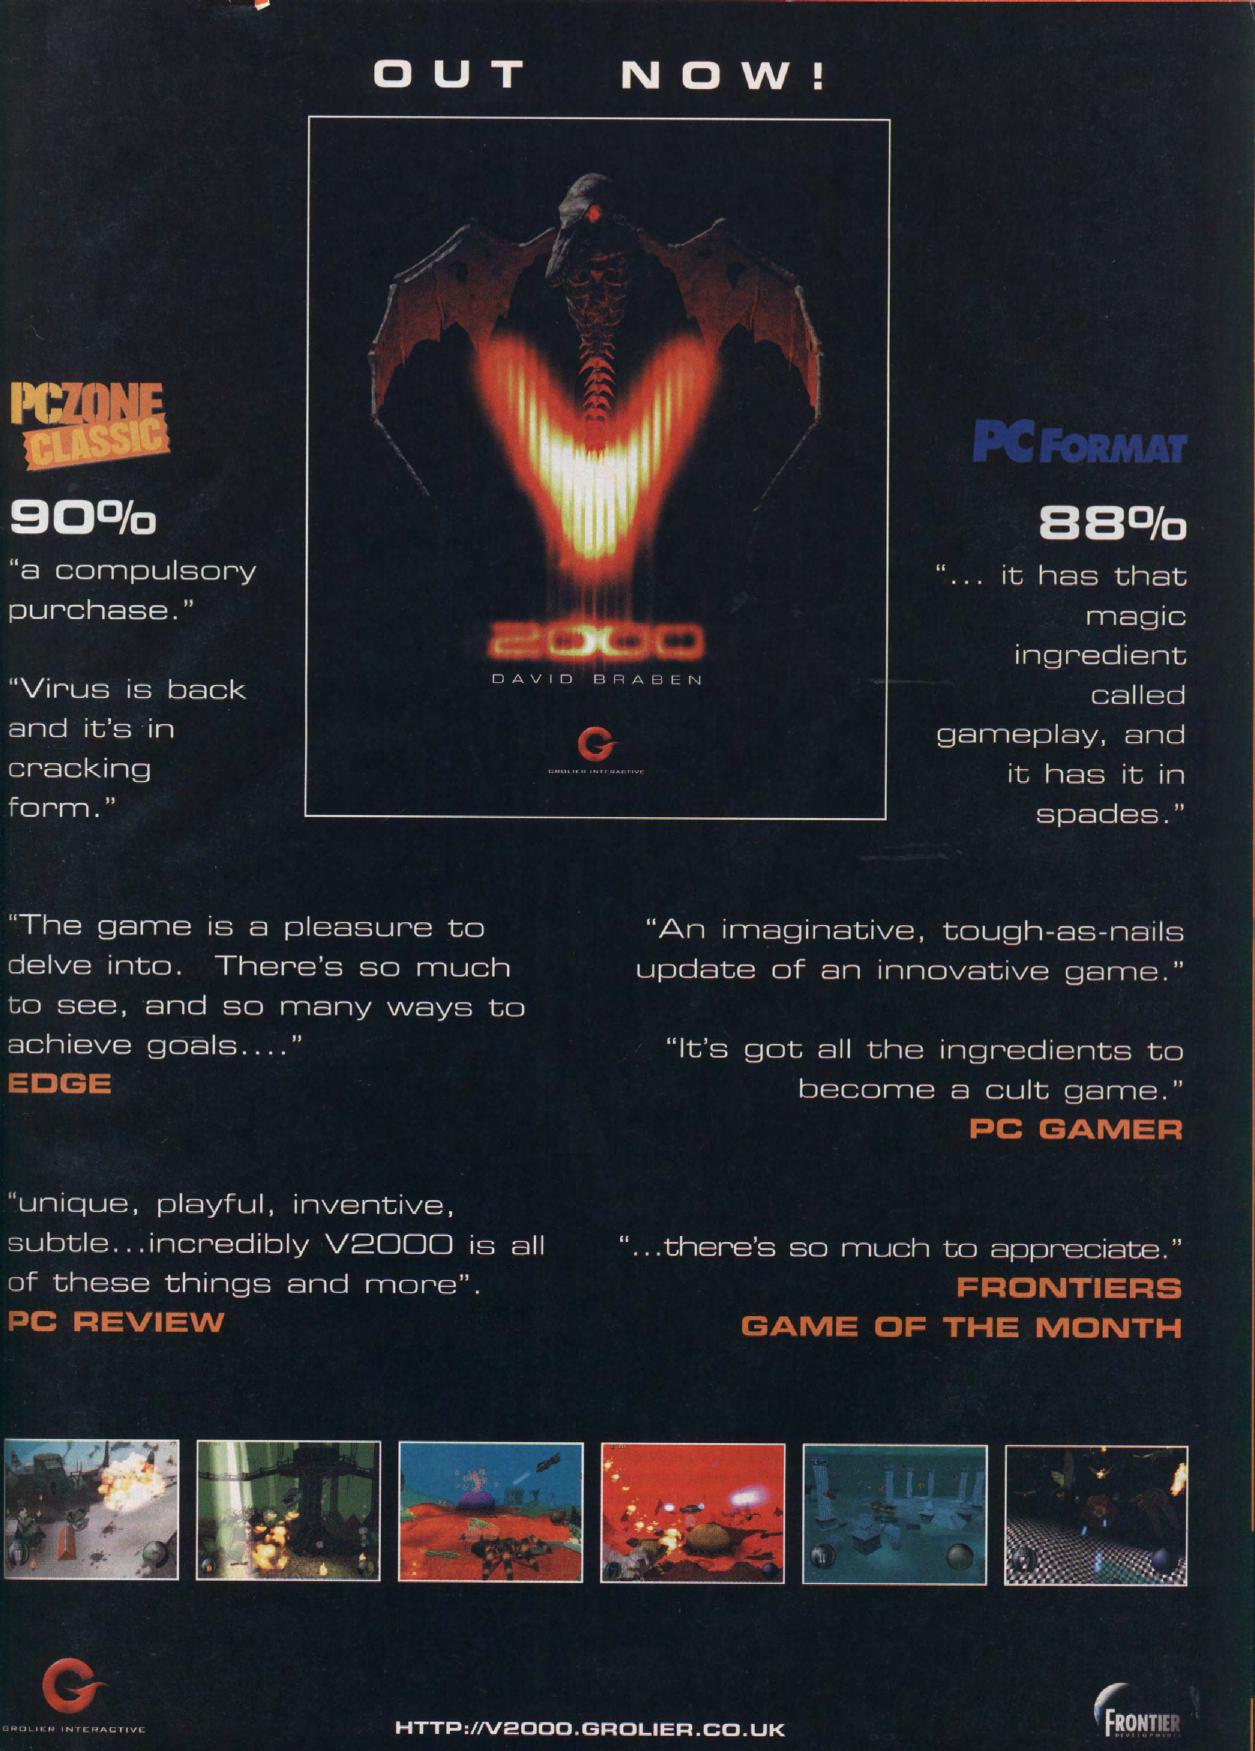 OUT NOW!
2000
DAVID BRABEN
GROLIER INTERACTIVE
PCZONE
CLASSIC
90%
“a compulsory
purchase.”
“Virus is back
and it's in
cracking
form.”
PC FORMAT
88%
“... it has that
magic
ingredient
called
gameplay, and
it has it in
spades.”
“The game is a pleasure to
delve into. There's so much
to see, and so many ways to
achieve goals....”
EDGE
“An imaginative, tough-as-nails
update of an innovative game.”
“It's got all the ingredients to
become a cult game.”
PC GAMER
“unique, playful, inventive,
subtle...incredibly V2000 is all
of these things and more”.
PC REVIEW
“...there's so much to appreciate.”
FRONTIERS
GAME OF THE MONTH
GROLIER INTERACTIVE
HTTP://V2000.GROLIER.CO.UK
FRONTIER
DEVELOPMENTS